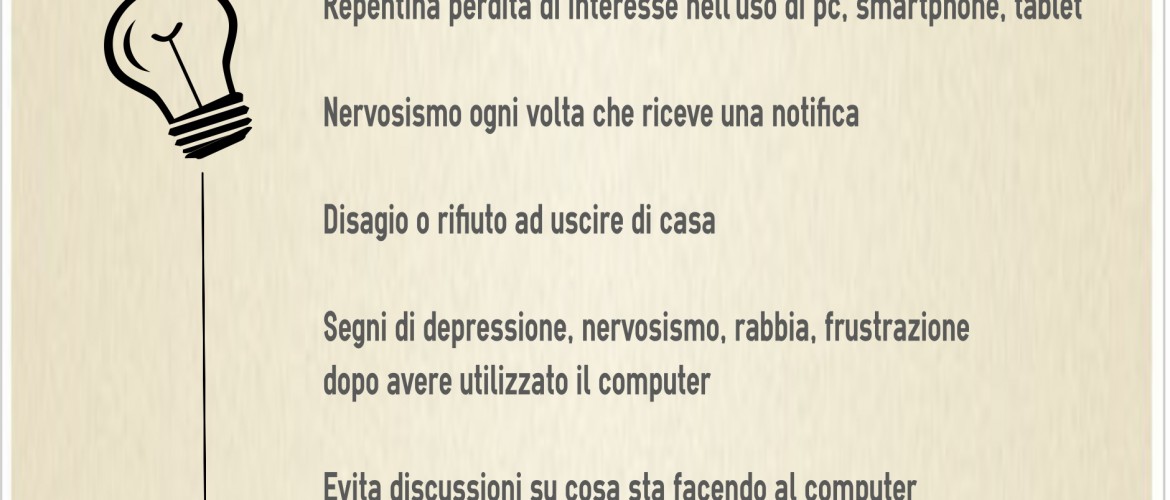 Repentina perdita di interesse nell'uso di pc, smartphone, tablet
Nervosismo ogni volta che riceve una notifica
Disagio o rifiuto ad uscire di casa
Segni di depressione, nervosismo, rabbia, frustrazione
dopo avere utilizzato il computer
Evita discussioni su cosa sta facendo al computer